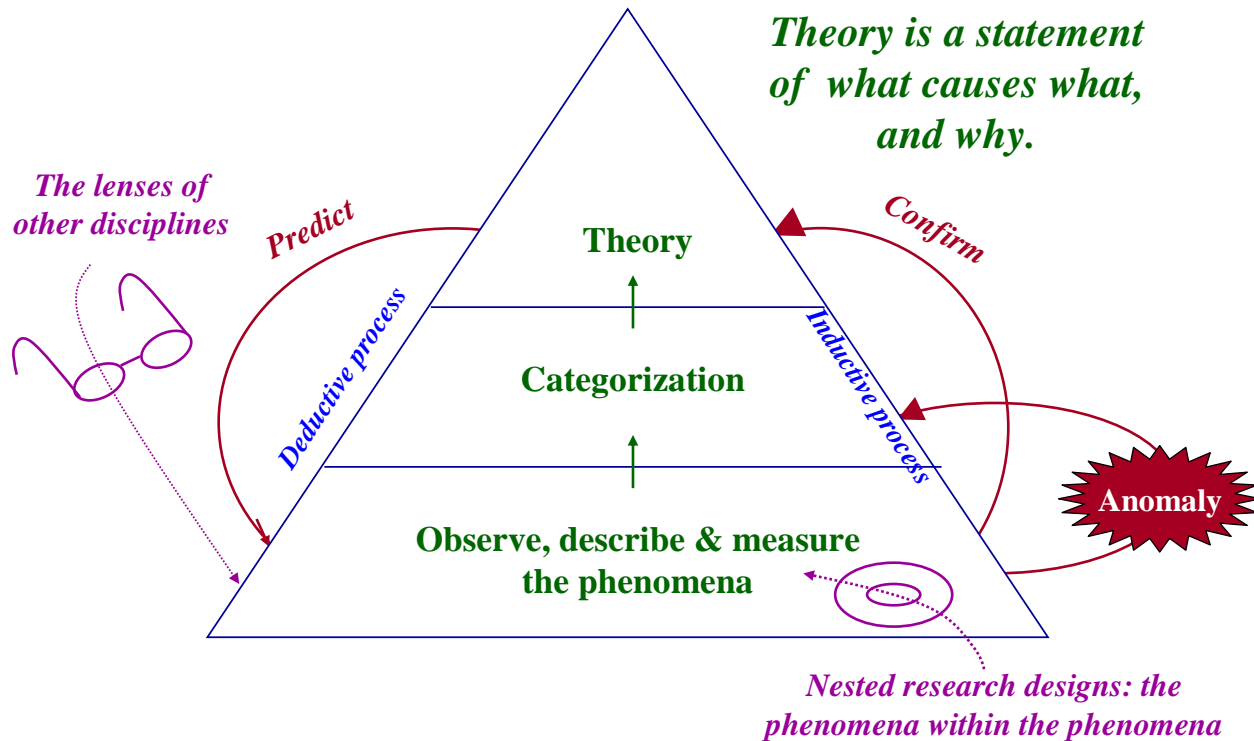 Theory is a statement
of what causes what,
and why.
The lenses of
other disciplines
Predict
Confirm
Theory
Deductive process
Inductive process
Categorization
Anomaly
Observe, describe & measure
the phenomena
Nested research designs: the
phenomena within the phenomena